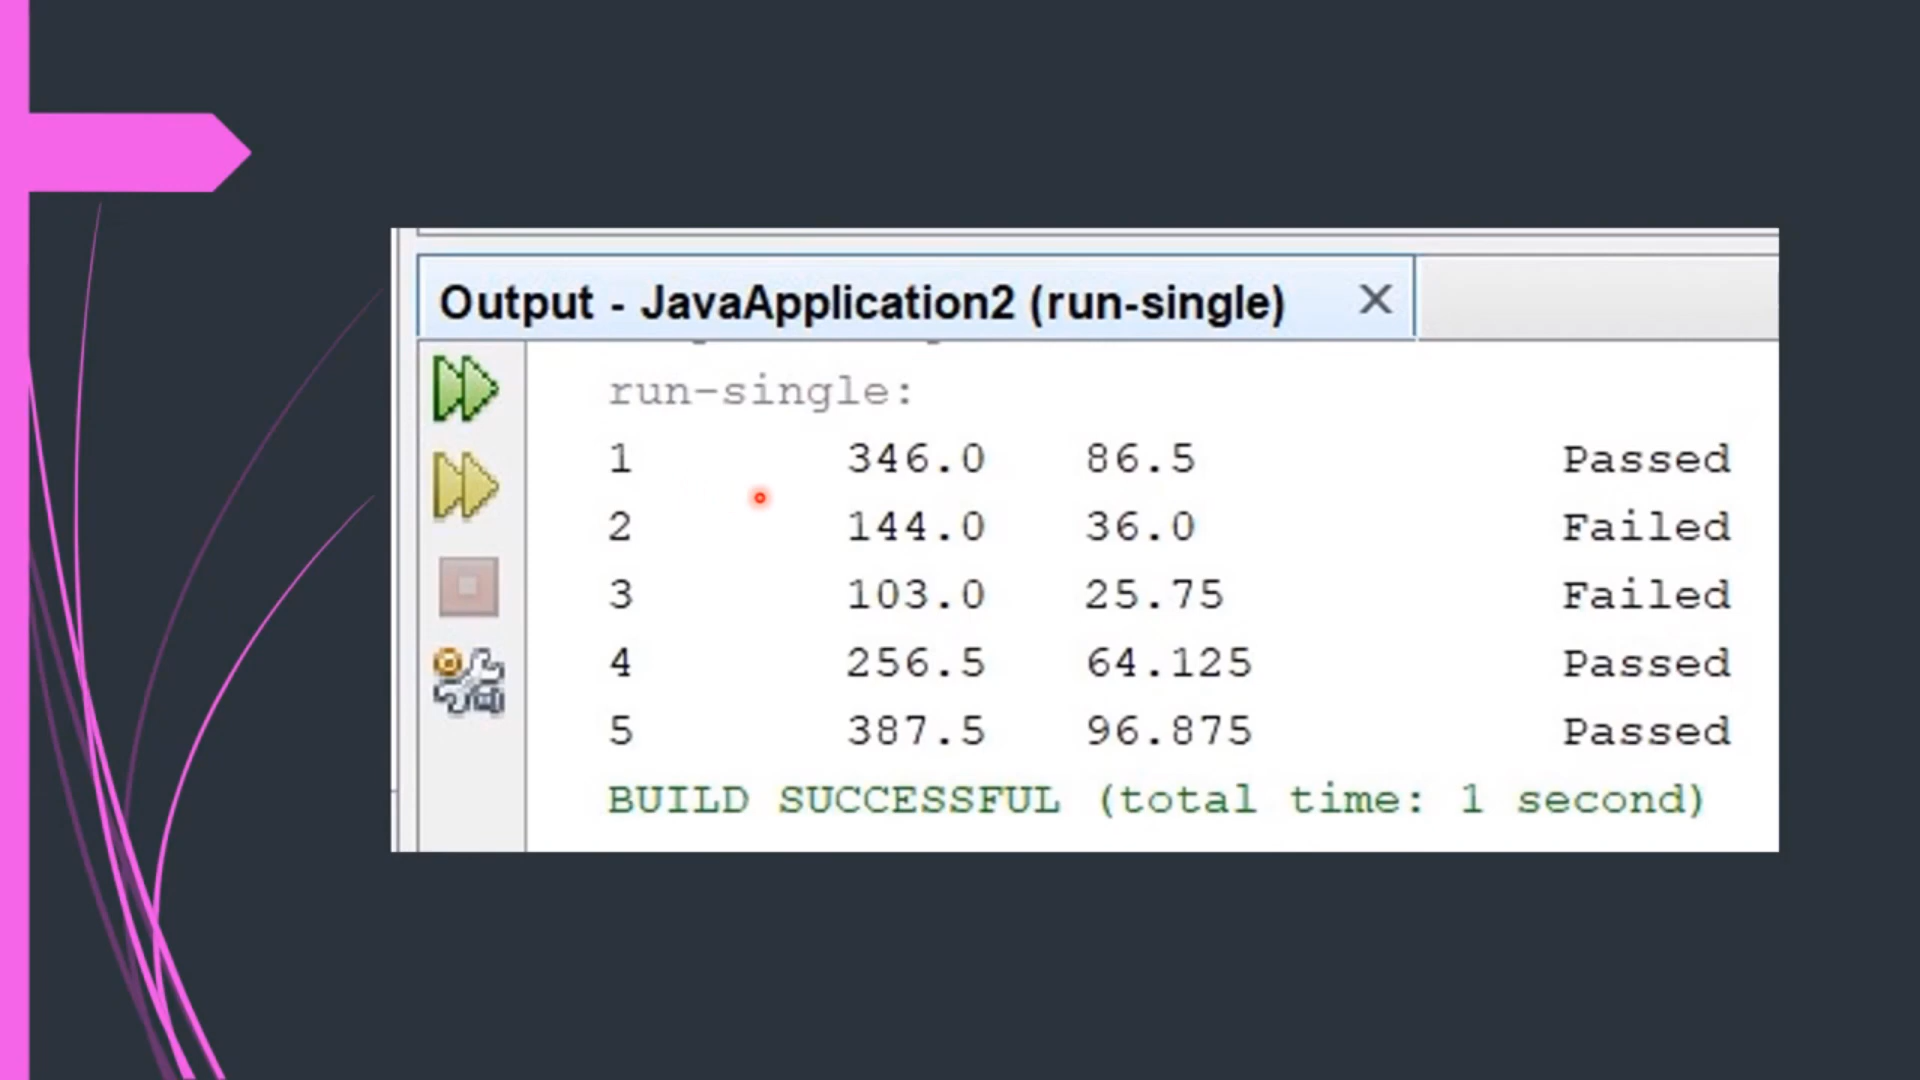 Output - JavaApplication2 (run-single)
run-single:
1 346.0 86.5 Passed
2 144.0 36.0 Failed
3 103.0 25.75 Failed
4 256.5 64.125 Passed
5 387.5 96.875 Passed
BUILD SUCCESSFUL (total time: 1 second)